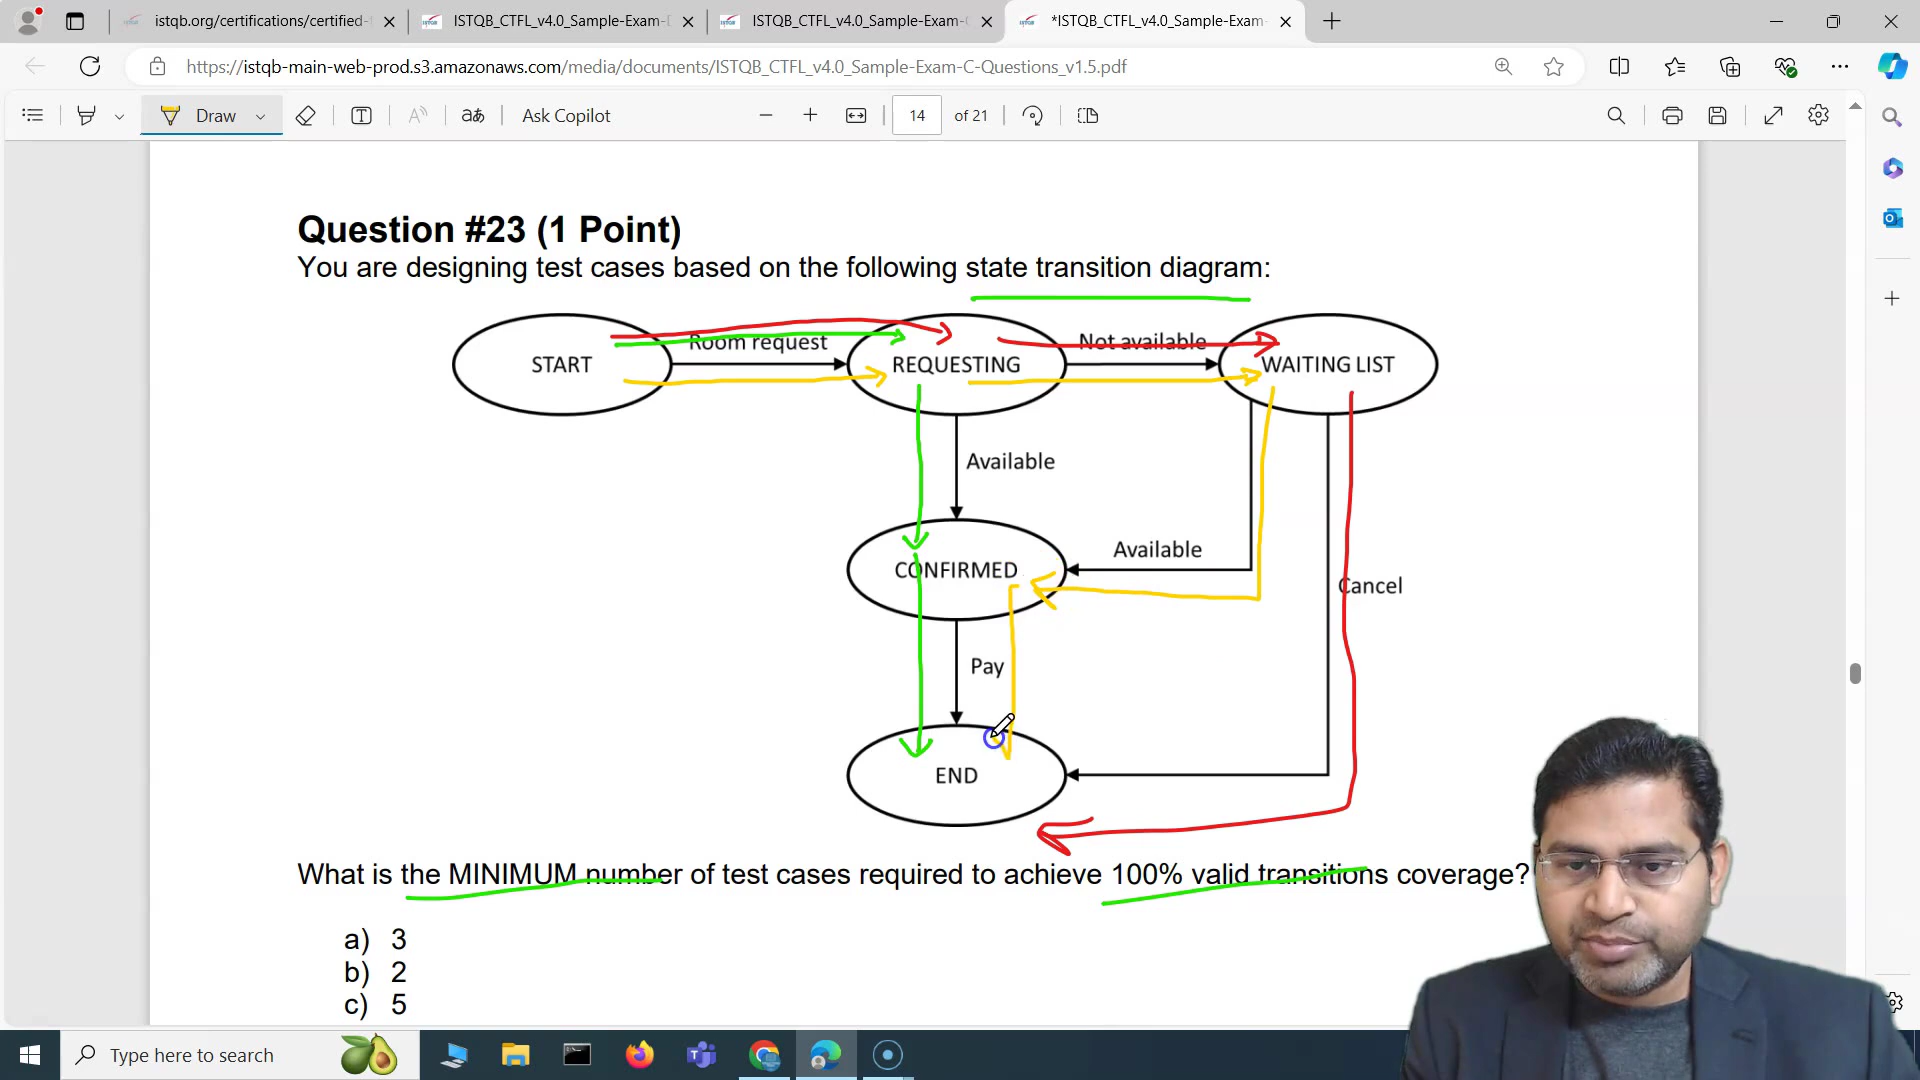 istqb.org/certifications/certified-
ISTQB_CTFL_v4.0_Sample-Exam-
ISTQB_CTFL_v4.0_Sample-Exam-
*ISTQB_CTFL_v4.0_Sample-Exam-
https://istqb-main-web-prod.s3.amazonaws.com/media/documents/ISTQB_CTFL_v4.0_Sample-Exam-C-Questions_v1.5.pdf
Draw
aあ
Ask Copilot
14
of 21
Question #23 (1 Point)
You are designing test cases based on the following state transition diagram:
Room request
Not available
START
REQUESTING
WAITING LIST
Available
Available
CONFIRMED
Cancel
Pay
END
What is the MINIMUM number of test cases required to achieve 100% valid transitions coverage?
a) 3
b) 2
c) 5
Type here to search